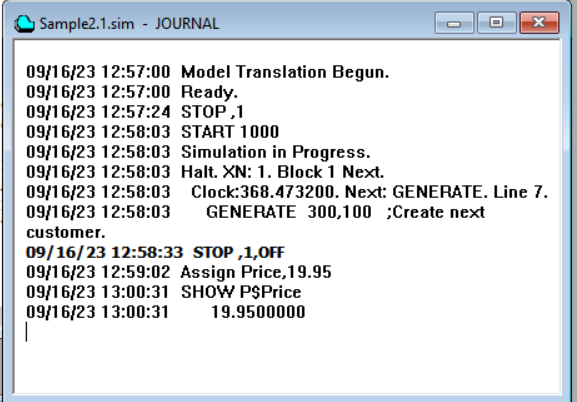 Sample2.1.sim - JOURNAL
09/16/23 12:57:00 Model Translation Begun.
09/16/23 12:57:00 Ready.
09/16/23 12:57:24 STOP ,1
09/16/23 12:58:03 START 1000
09/16/23 12:58:03 Simulation in Progress.
09/16/23 12:58:03 Halt. XN: 1. Block 1 Next.
09/16/23 12:58:03 Clock:368.473200. Next: GENERATE. Line 7.
09/16/23 12:58:03 GENERATE 300,100 ;Create next
customer.
09/16/23 12:58:33 STOP ,1,OFF
09/16/23 12:59:02 Assign Price,19.95
09/16/23 13:00:31 SHOW P$Price
09/16/23 13:00:31 19.9500000